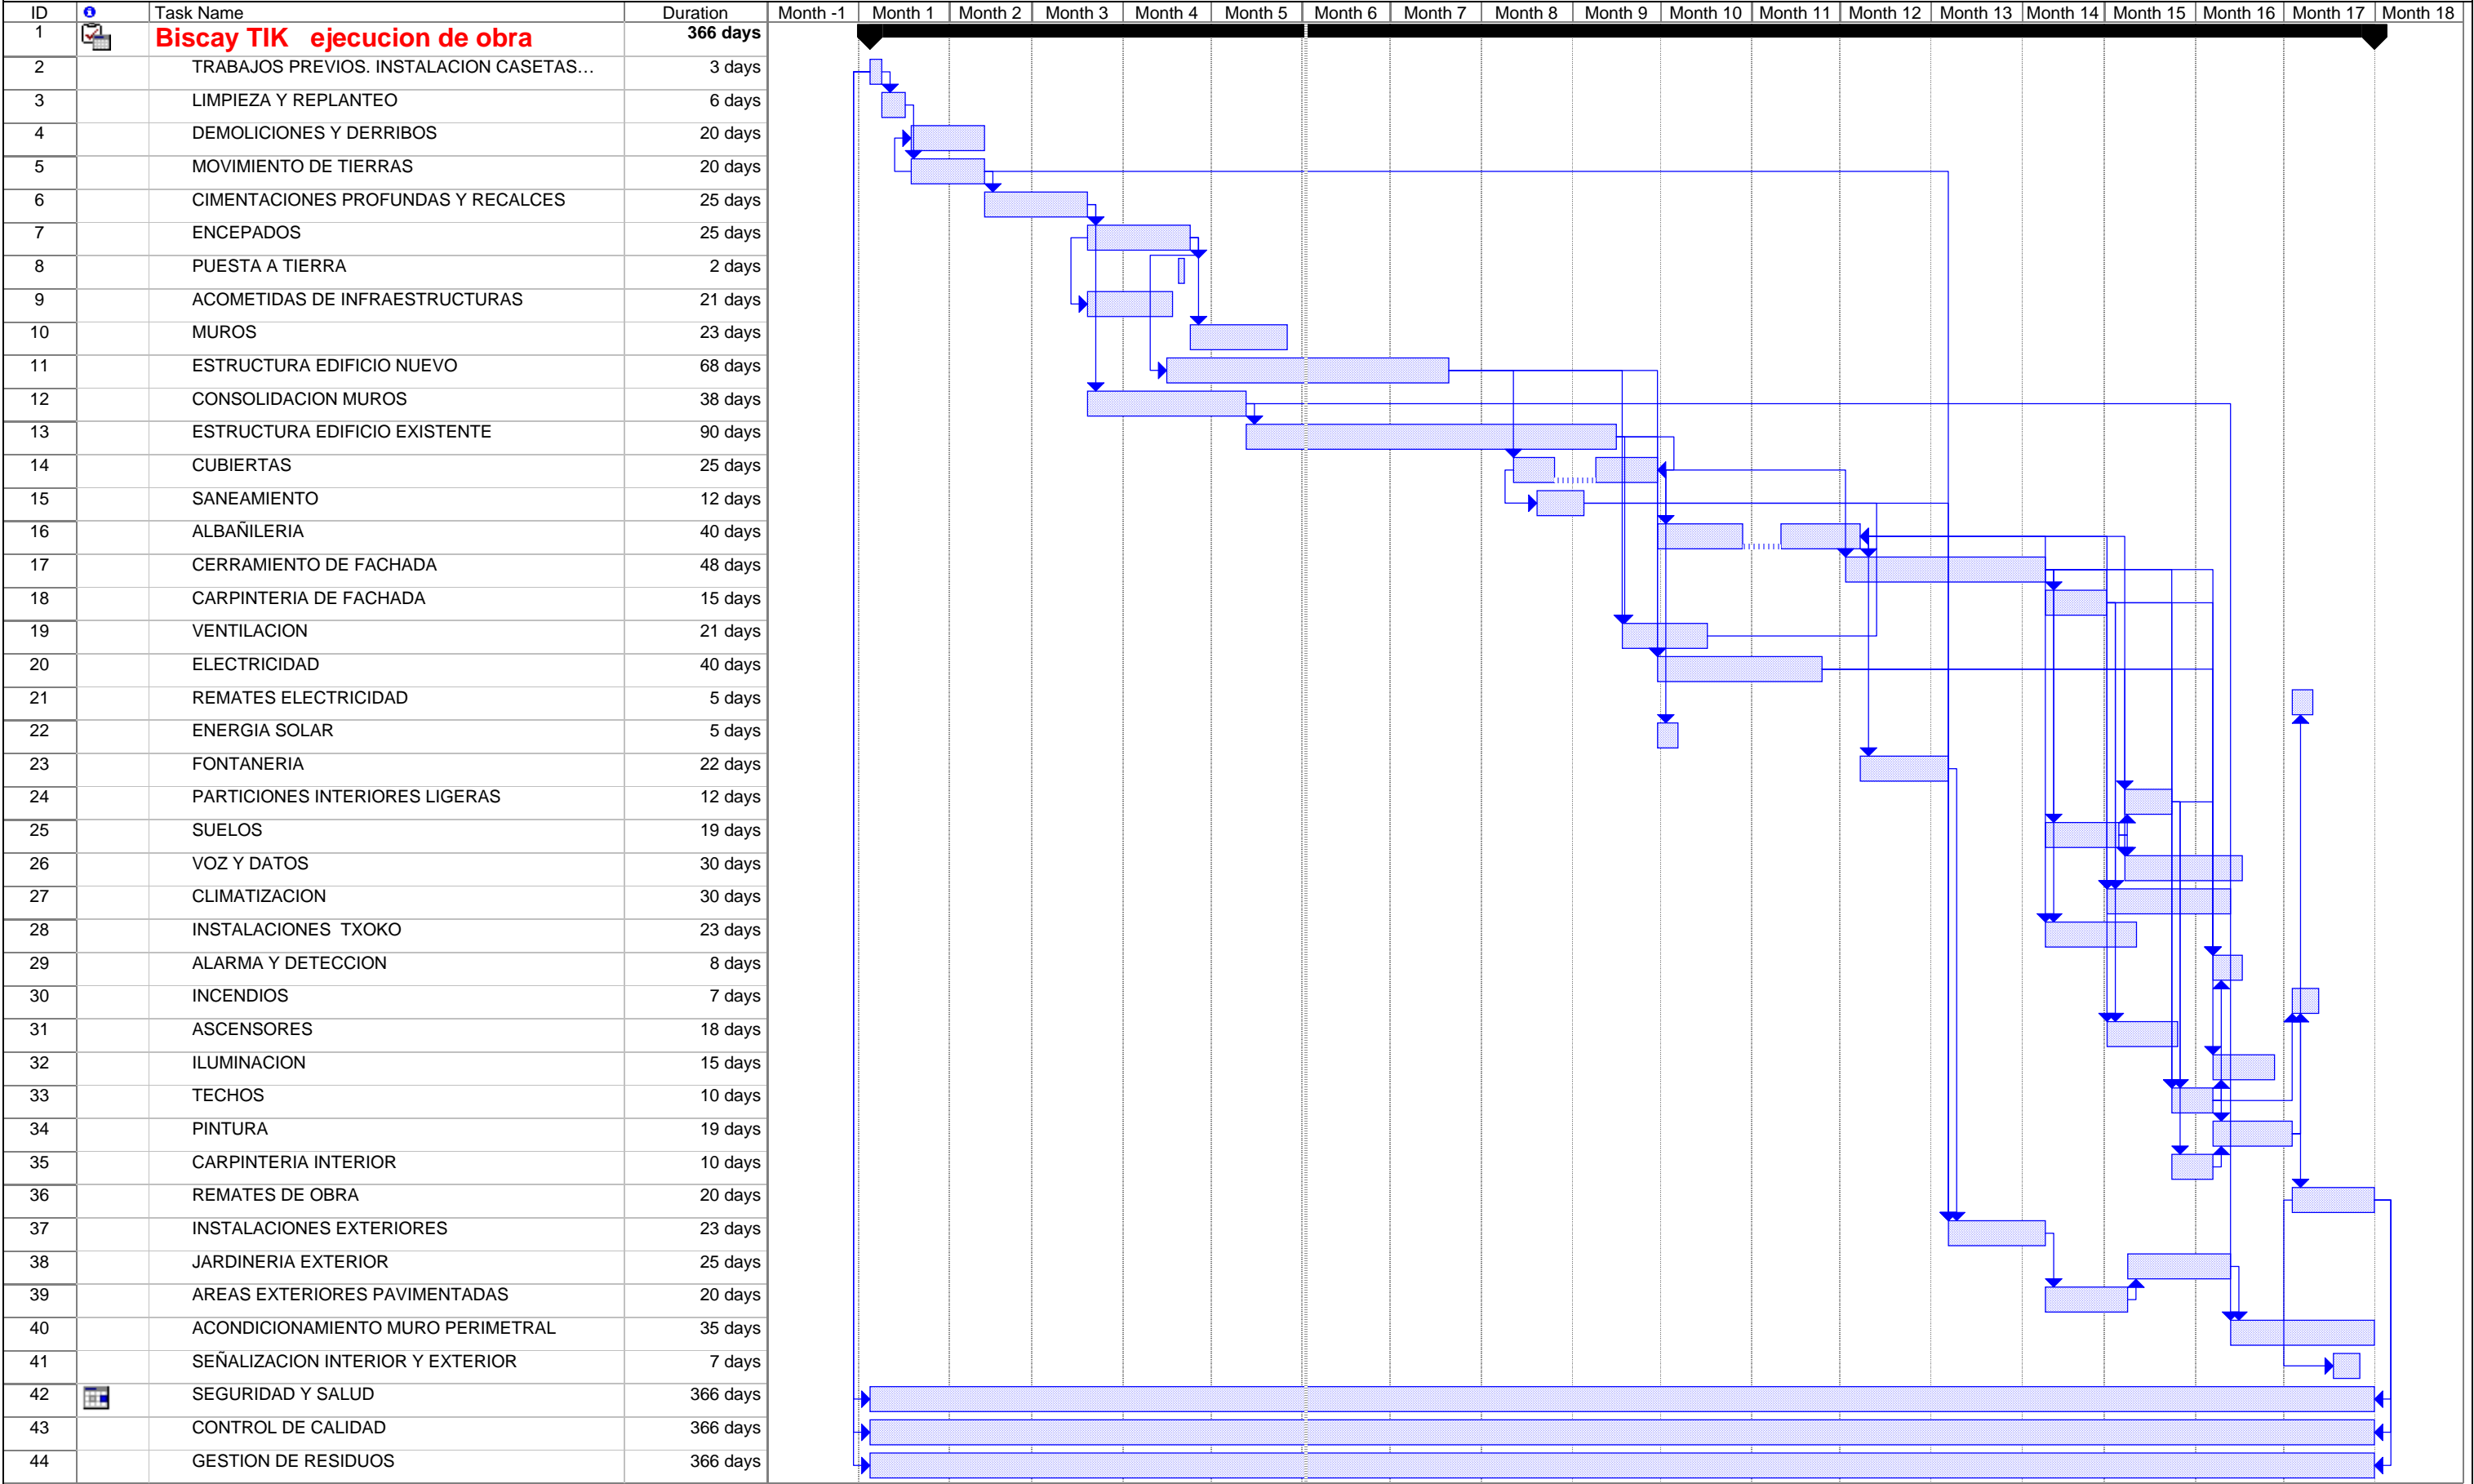 ID Task Name Duration Month -1 Month 1 Month 2 Month 3 Month 4 Month 5 Month 6 Month 7 Month 8 Month 9 Month 10 Month 11 Month 12 Month 13 Month 14 Month 15 Month 16 Month 17 Month 18
1 Biscay TIK ejecucion de obra 366 days
2 TRABAJOS PREVIOS. INSTALACION CASETAS… 3 days
3 LIMPIEZA Y REPLANTEO 6 days
4 DEMOLICIONES Y DERRIBOS 20 days
5 MOVIMIENTO DE TIERRAS 20 days
6 CIMENTACIONES PROFUNDAS Y RECALCES 25 days
7 ENCEPADOS 25 days
8 PUESTA A TIERRA 2 days
9 ACOMETIDAS DE INFRAESTRUCTURAS 21 days
10 MUROS 23 days
11 ESTRUCTURA EDIFICIO NUEVO 68 days
12 CONSOLIDACION MUROS 38 days
13 ESTRUCTURA EDIFICIO EXISTENTE 90 days
14 CUBIERTAS 25 days
15 SANEAMIENTO 12 days
16 ALBAÑILERIA 40 days
17 CERRAMIENTO DE FACHADA 48 days
18 CARPINTERIA DE FACHADA 15 days
19 VENTILACION 21 days
20 ELECTRICIDAD 40 days
21 REMATES ELECTRICIDAD 5 days
22 ENERGIA SOLAR 5 days
23 FONTANERIA 22 days
24 PARTICIONES INTERIORES LIGERAS 12 days
25 SUELOS 19 days
26 VOZ Y DATOS 30 days
27 CLIMATIZACION 30 days
28 INSTALACIONES TXOKO 23 days
29 ALARMA Y DETECCION 8 days
30 INCENDIOS 7 days
31 ASCENSORES 18 days
32 ILUMINACION 15 days
33 TECHOS 10 days
34 PINTURA 19 days
35 CARPINTERIA INTERIOR 10 days
36 REMATES DE OBRA 20 days
37 INSTALACIONES EXTERIORES 23 days
38 JARDINERIA EXTERIOR 25 days
39 AREAS EXTERIORES PAVIMENTADAS 20 days
40 ACONDICIONAMIENTO MURO PERIMETRAL 35 days
41 SEÑALIZACION INTERIOR Y EXTERIOR 7 days
42 SEGURIDAD Y SALUD 366 days
43 CONTROL DE CALIDAD 366 days
44 GESTION DE RESIDUOS 366 days